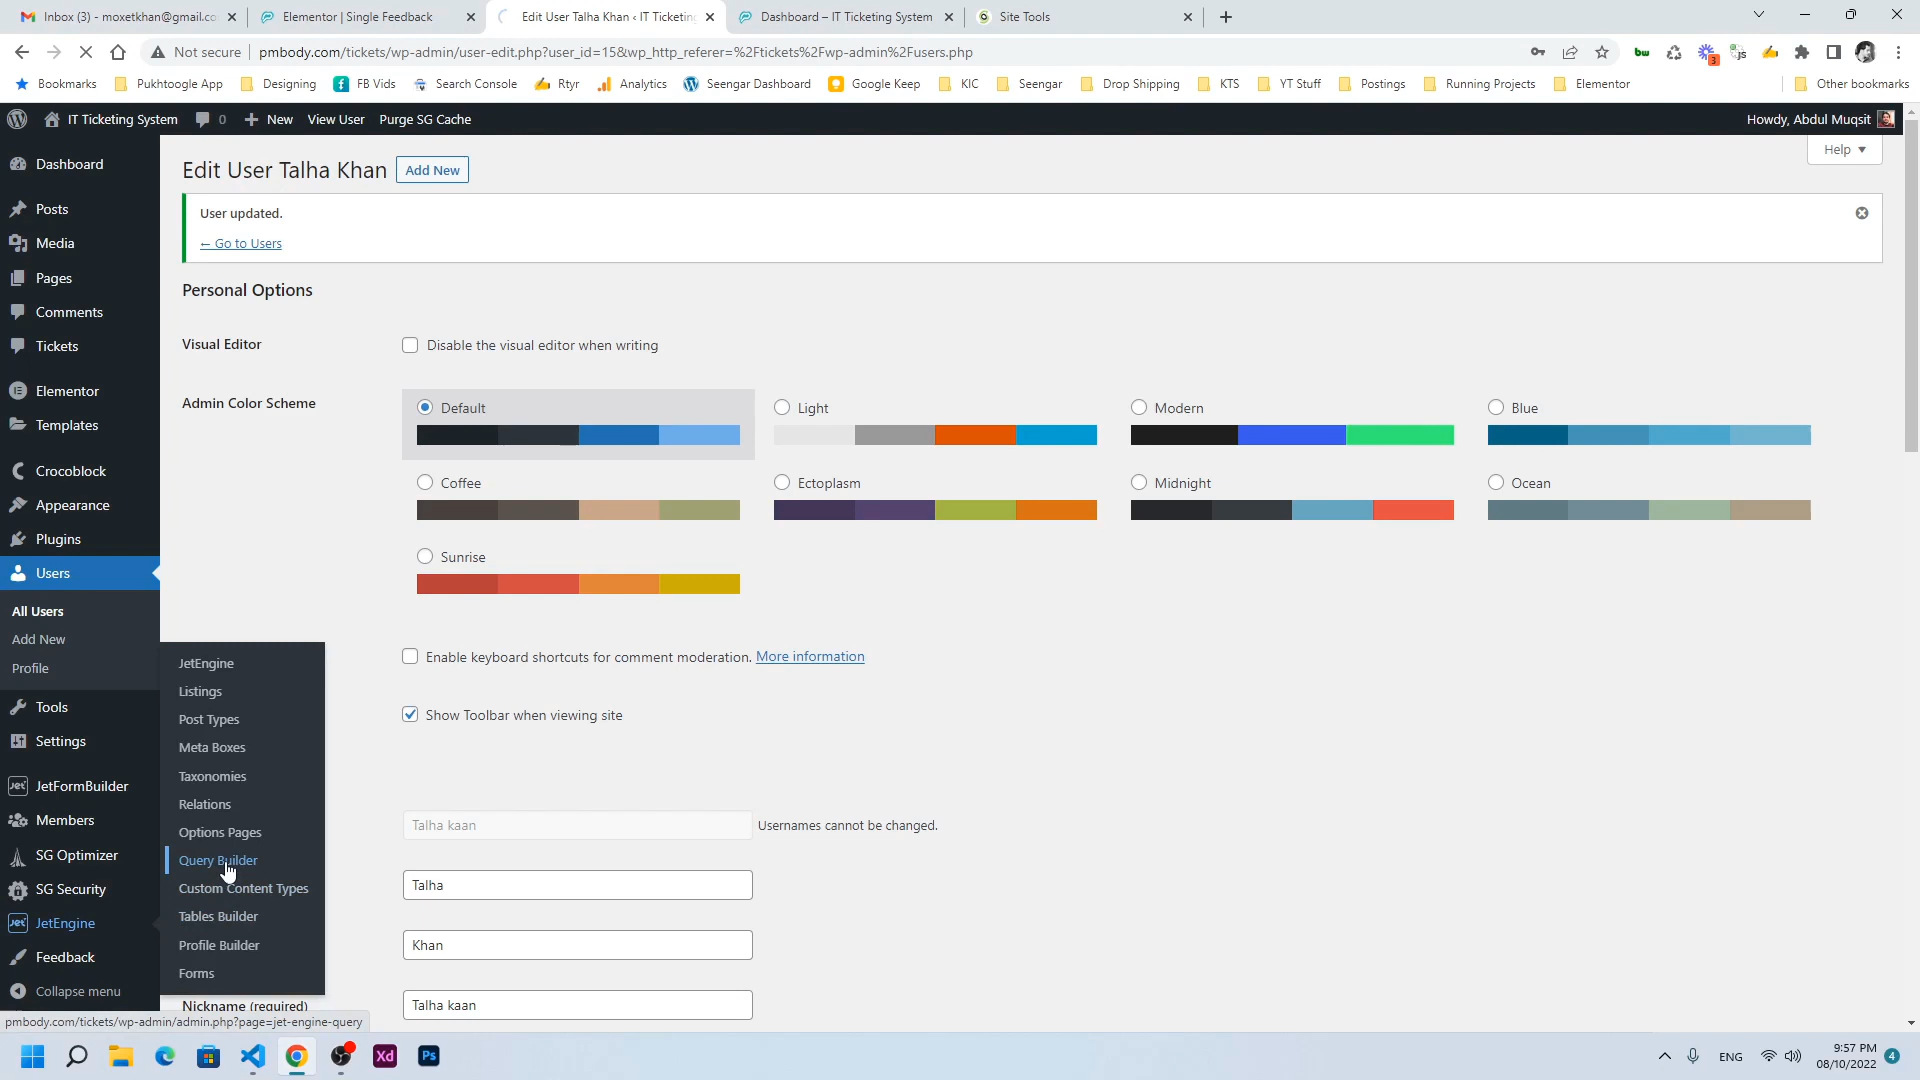 Inbox (3) - moxetkhan@gmail.co
Elementor | Single Feedback
Edit User Talha Khan ‹ IT Ticketing
Dashboard – IT Ticketing System
Site Tools
Not secure
pmbody.com/tickets/wp-admin/user-edit.php?user_id=15&wp_http_referer=%2Ftickets%2Fwp-admin%2Fusers.php
Bookmarks
Pukhtoogle App
Designing
FB Vids
Search Console
Rtyr
Analytics
Seengar Dashboard
Google Keep
KIC
Seengar
Drop Shipping
KTS
YT Stuff
Postings
Running Projects
Elementor
Other bookmarks
IT Ticketing System
0
New
View User
Purge SG Cache
Howdy, Abdul Muqsit
Help
Dashboard
Posts
Media
Pages
Comments
Tickets
Elementor
Templates
Crocoblock
Appearance
Plugins
Users
All Users
Add New
Profile
Tools
Settings
JetFormBuilder
Members
SG Optimizer
SG Security
JetEngine
Feedback
Collapse menu
JetEngine
Listings
Post Types
Meta Boxes
Taxonomies
Relations
Options Pages
Query Builder
Custom Content Types
Tables Builder
Profile Builder
Forms
Edit User Talha Khan
Add New
User updated.
← Go to Users
Personal Options
Visual Editor
Disable the visual editor when writing
Admin Color Scheme
Default
Light
Modern
Blue
Coffee
Ectoplasm
Midnight
Ocean
Sunrise
Enable keyboard shortcuts for comment moderation. More information
Show Toolbar when viewing site
Talha kaan
Usernames cannot be changed.
Talha
Khan
Nickname (required)
Talha kaan
pmbody.com/tickets/wp-admin/admin.php?page=jet-engine-query
Xd
Ps
ENG
9:57 PM
08/10/2022
4